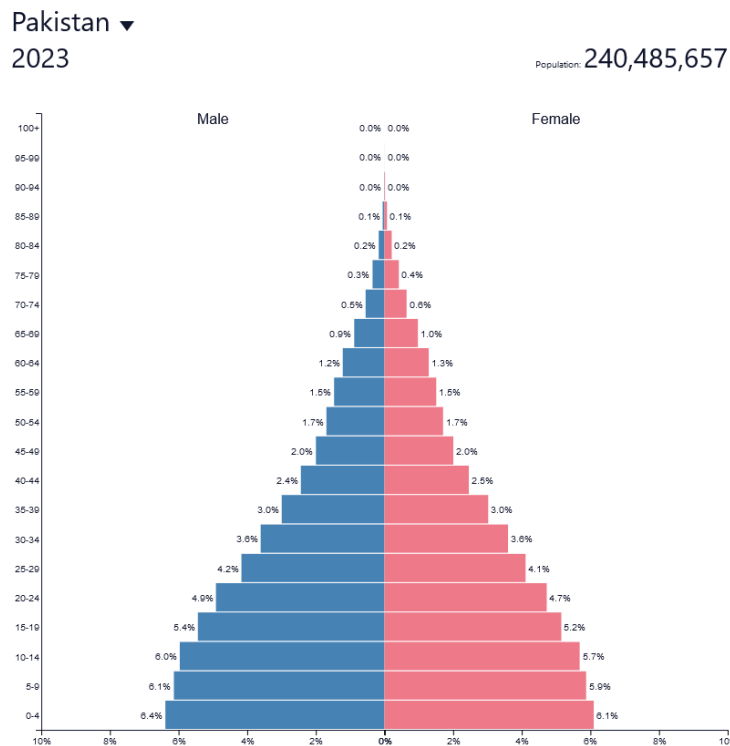 Pakistan
2023
Population: 240,485,657
Male Female
100+ 0.0% 0.0%
95-99 0.0% 0.0%
90-94 0.0% 0.0%
85-89 0.1% 0.1%
80-84 0.2% 0.2%
75-79 0.3% 0.4%
70-74 0.5% 0.6%
65-69 0.9% 1.0%
60-64 1.2% 1.3%
55-59 1.5% 1.5%
50-54 1.7% 1.7%
45-49 2.0% 2.0%
40-44 2.4% 2.5%
35-39 3.0% 3.0%
30-34 3.6% 3.6%
25-29 4.2% 4.1%
20-24 4.9% 4.7%
15-19 5.4% 5.2%
10-14 6.0% 5.7%
5-9 6.1% 5.9%
0-4 6.4% 6.1%
10% 8% 6% 4% 2% 0% 2% 4% 6% 8% 10